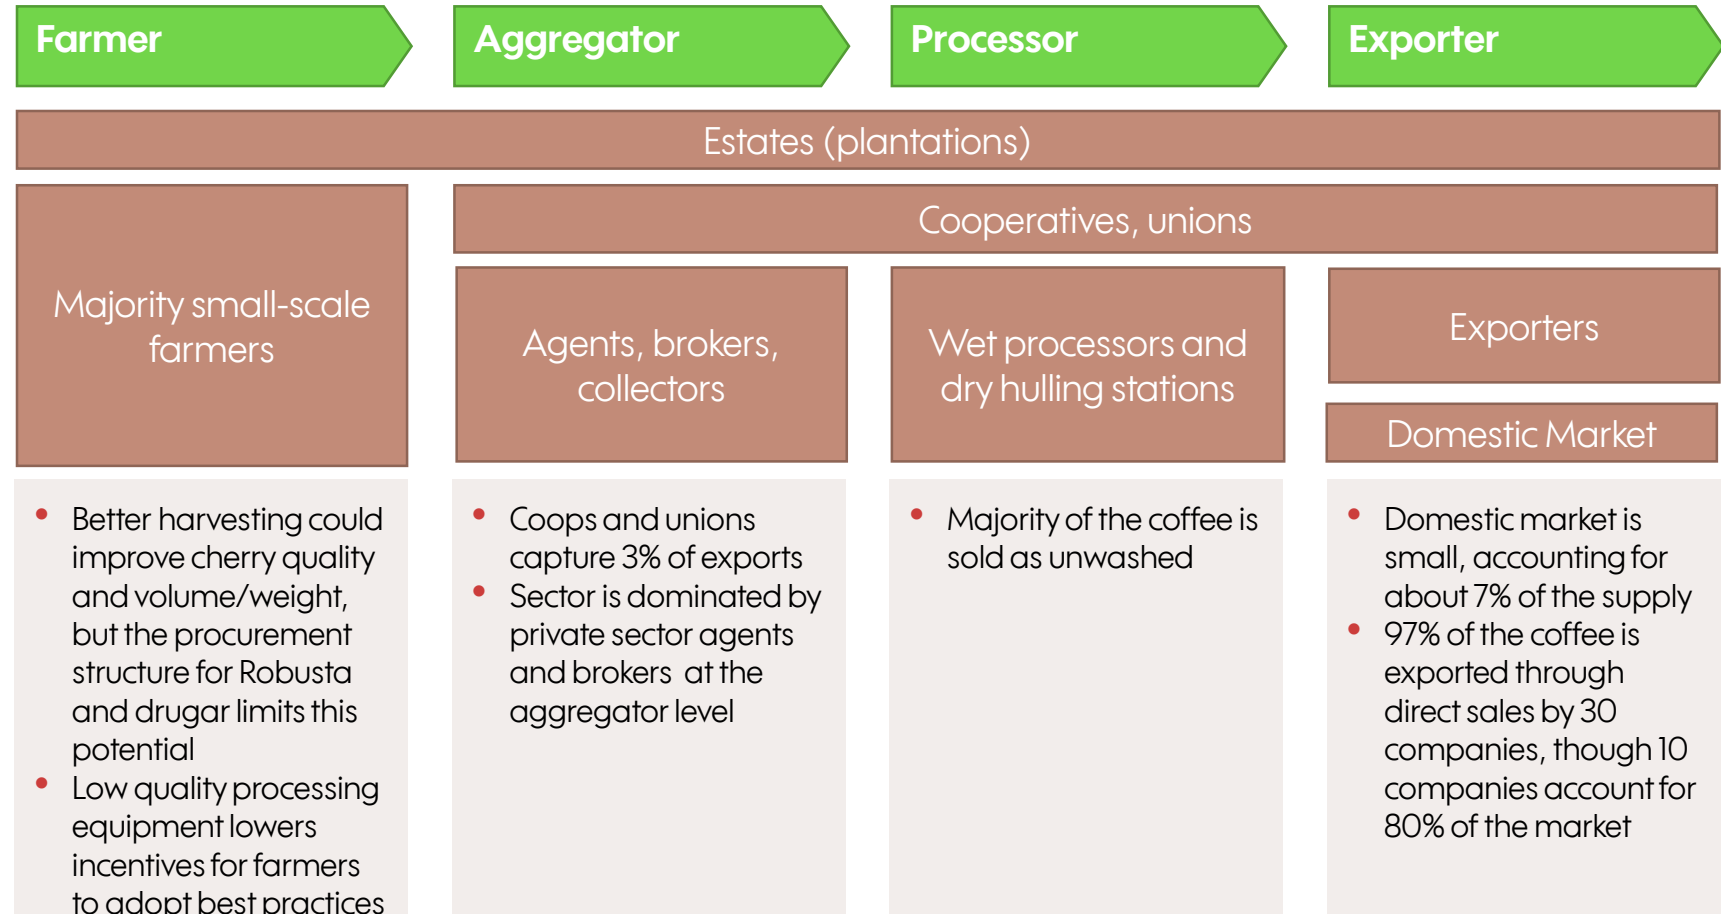 Farmer
Aggregator
Processor
Exporter
Estates (plantations)
Cooperatives, unions
Majority small-scale
farmers
Agents, brokers,
collectors
Wet processors and
dry hulling stations
Exporters
Domestic Market
• Better harvesting could
improve cherry quality
and volume/weight,
but the procurement
structure for Robusta
and drugar limits this
potential
• Low quality processing
equipment lowers
incentives for farmers
to adopt best practices
• Coops and unions
capture 3% of exports
• Sector is dominated by
private sector agents
and brokers at the
aggregator level
• Majority of the coffee is
sold as unwashed
• Domestic market is
small, accounting for
about 7% of the supply
• 97% of the coffee is
exported through
direct sales by 30
companies, though 10
companies account for
80% of the market